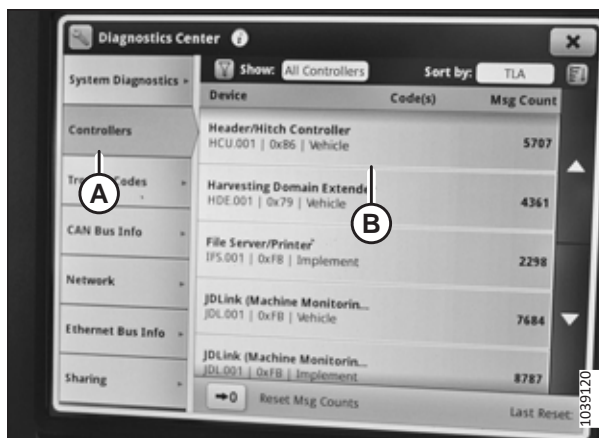 Diagnostics Center i
System Diagnostics
Controllers
CAN Bus Info
Network
Ethernet Bus Info
Sharing
Show: All Controllers Sort by: TLA
Device Code(s) Msg Count
Header/Hitch Controller
HCU.001 | 0x86 | Vehicle 5707
Harvesting Domain
HDE.001 | 0x79 | Vehicle 4361
File Server/Printer
IFS.001 | 0xF8 | Implement 2298
JDLink (Machine Monitorin...
JDL.001 | 0xFB | Vehicle 7684
JDLink (Machine Monitorin...
JDL.001 | 0xFB | Implement 8787
→0 Reset Msg Counts Last Reset:
A
B
1039120